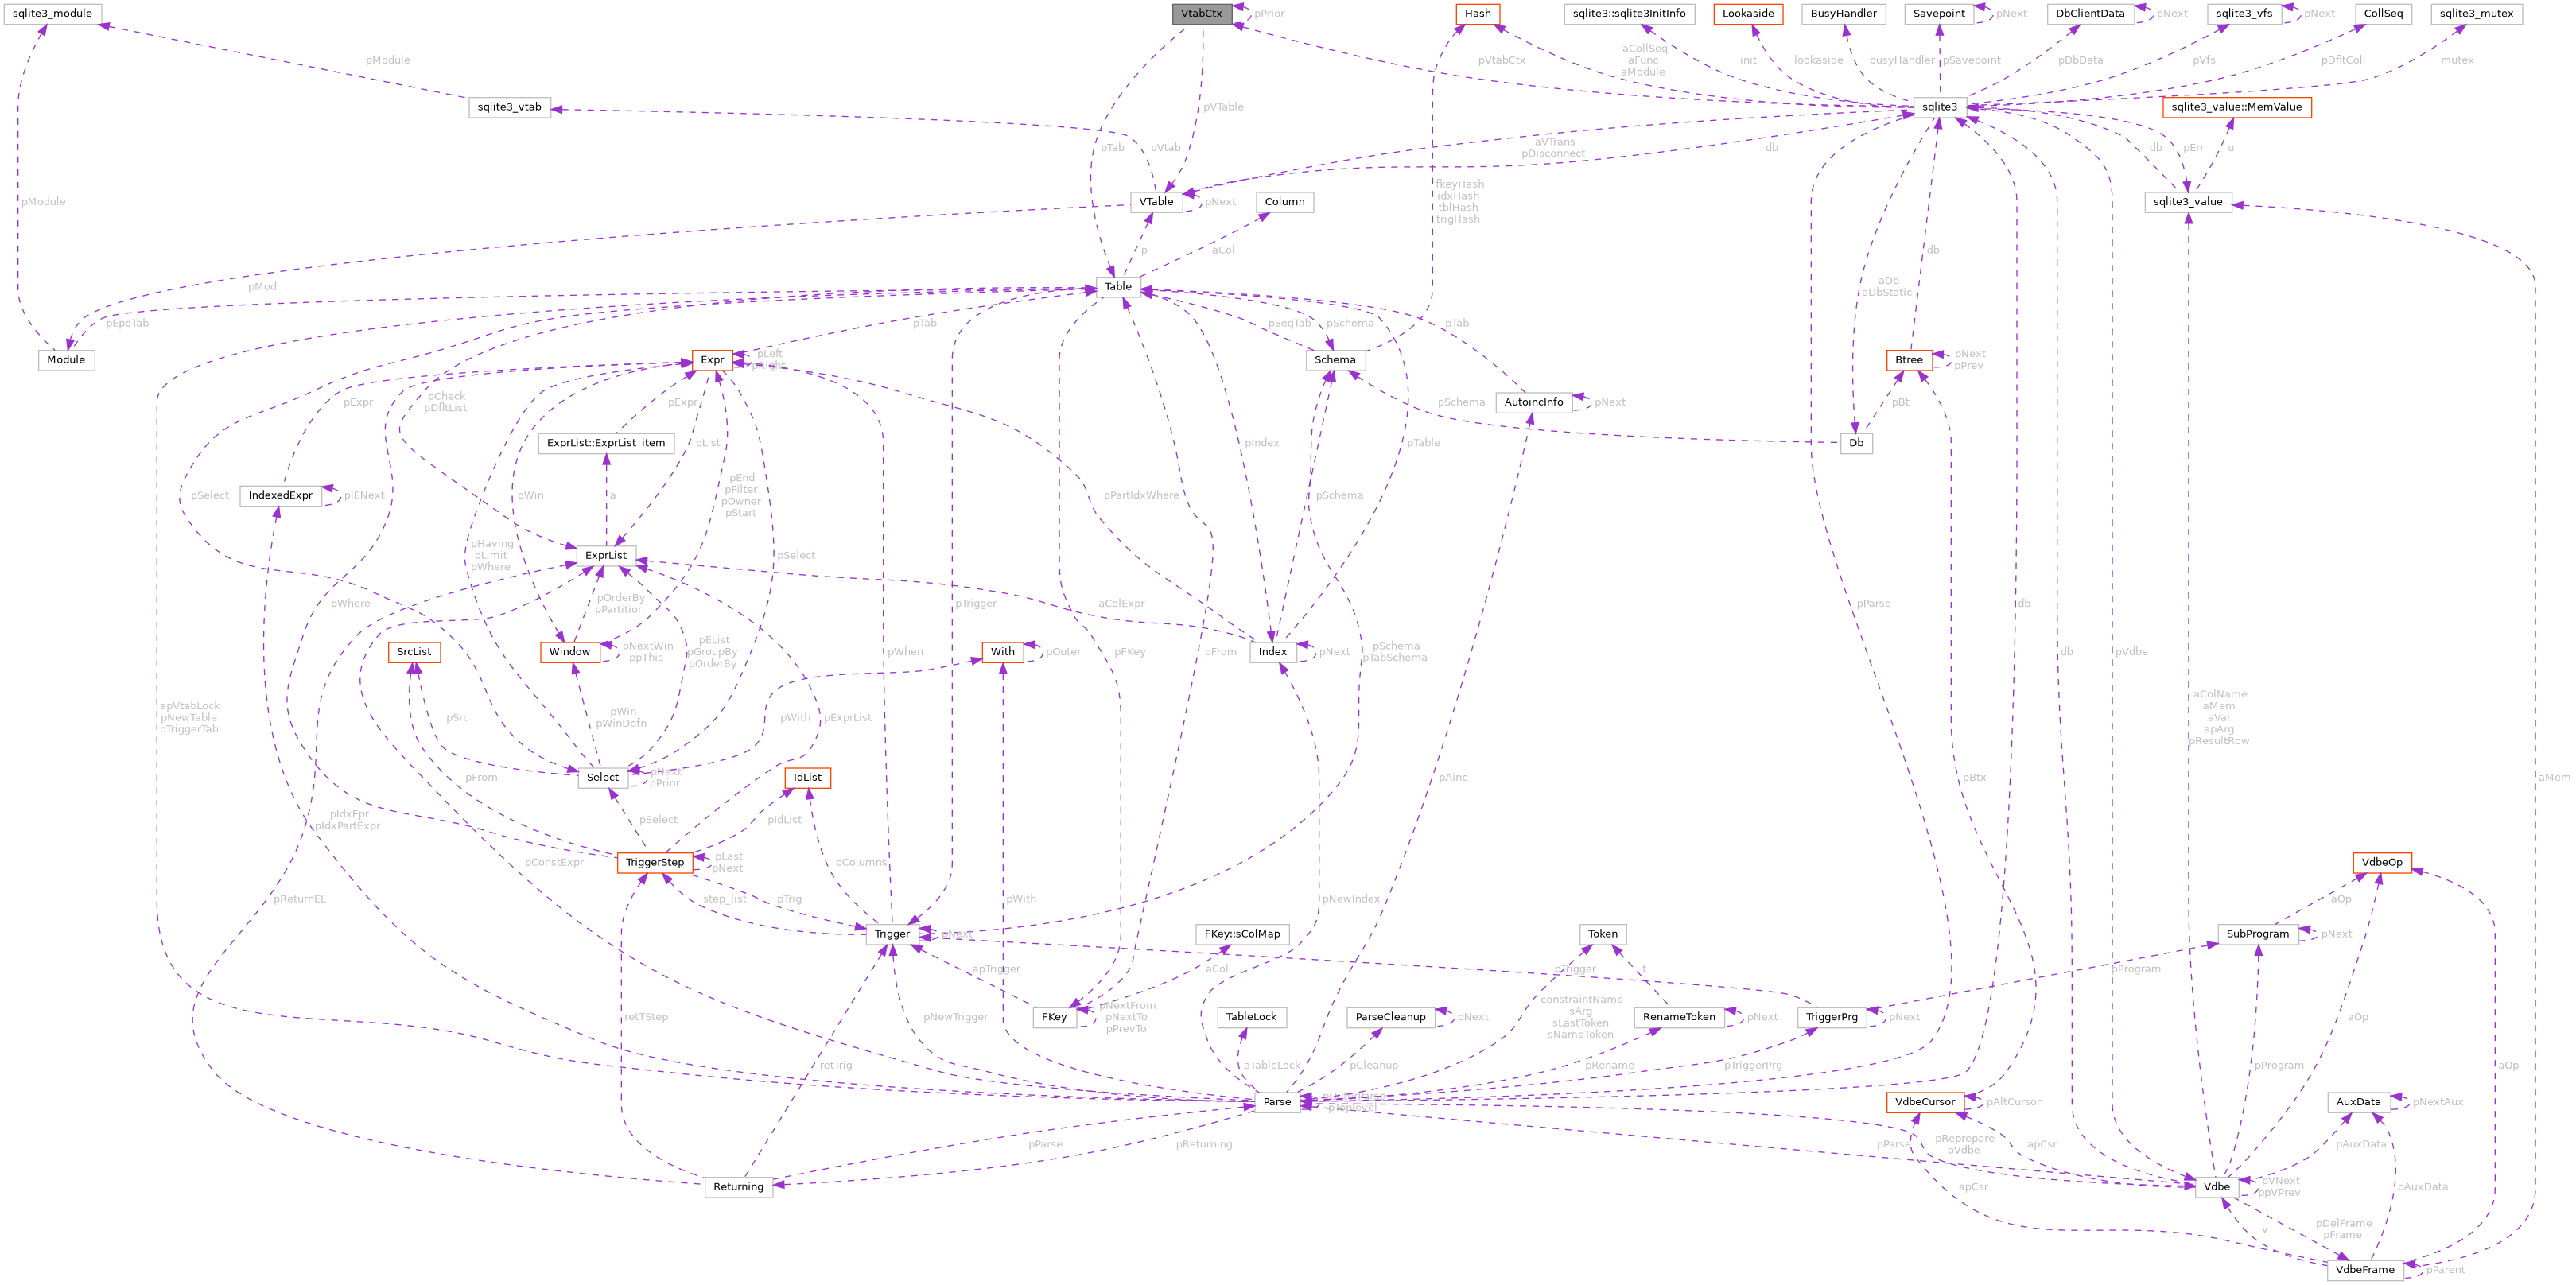 sqlite3_module
VtabCtx
pPrior
Hash
sqlite3::sqlite3InitInfo
Lookaside
BusyHandler
Savepoint
pNext
DbClientData
pNext
sqlite3_vfs
pNext
CollSeq
sqlite3_mutex
pModule
pVtabCtx
aCollSeq
aFunc
aModule
init
lookaside
busyHandler
pSavepoint
pDbData
pVfs
pDfltColl
mutex
sqlite3_vtab
pVTable
sqlite3
sqlite3_value::MemValue
pTab
pVtab
aVTrans
pDisconnect
db
db
pErr
u
pModule
VTable
pNext
Column
fkeyHash
idxHash
tblHash
trigHash
sqlite3_value
p
aCol
db
pMod
Table
aDb
aDbStatic
pEpoTab
pTab
pSeqTab
pSchema
pTab
Module
Expr
pLeft
pRight
Schema
Btree
pNext
pPrev
pCheck
pDfltList
pExpr
pExpr
pSchema
AutoincInfo
pNext
pBt
ExprList::ExprList_item
pList
pIndex
pTable
Db
pSelect
IndexedExpr
pIENext
pWin
a
pEnd
pFilter
pOwner
pStart
pPartIdxWhere
pSchema
pHaving
pLimit
pWhere
ExprList
pSelect
pWhere
pOrderBy
pPartition
pTrigger
aColExpr
pParse
db
SrcList
Window
pNextWin
ppThis
pEList
pGroupBy
pOrderBy
pWhen
With
pOuter
pFKey
pFrom
Index
pNext
pSchema
pTabSchema
db
pVdbe
apVtabLock
pNewTable
pTriggerTab
pSrc
pWin
pWinDefn
pWith
pExprList
aColName
aMem
aVar
apArg
pResultRow
pFrom
Select
pNext
pPrior
IdList
pAinc
pBtx
aMem
pIdxEpr
pIdxPartExpr
pSelect
pIdList
pConstExpr
TriggerStep
pLast
pNext
pColumns
VdbeOp
pReturnEL
step_list
pTrig
pWith
pNewIndex
aOp
Trigger
pNext
FKey::sColMap
Token
SubProgram
pNext
apTrigger
aCol
pTrigger
t
pProgram
retTStep
pNewTrigger
FKey
pNextFrom
pNextTo
pPrevTo
TableLock
ParseCleanup
pNext
constraintName
sArg
sLastToken
sNameToken
RenameToken
pNext
TriggerPrg
pNext
aOp
retTrig
aTableLock
pCleanup
pRename
pTriggerPrg
pProgram
aOp
Parse
pToplevel
VdbeCursor
pAltCursor
AuxData
pNextAux
pParse
pReturning
pParse
pReprepare
pVdbe
apCsr
pAuxData
Returning
apCsr
Vdbe
pVNext
ppVPrev
pAuxData
v
pDelFrame
pFrame
VdbeFrame
pParent